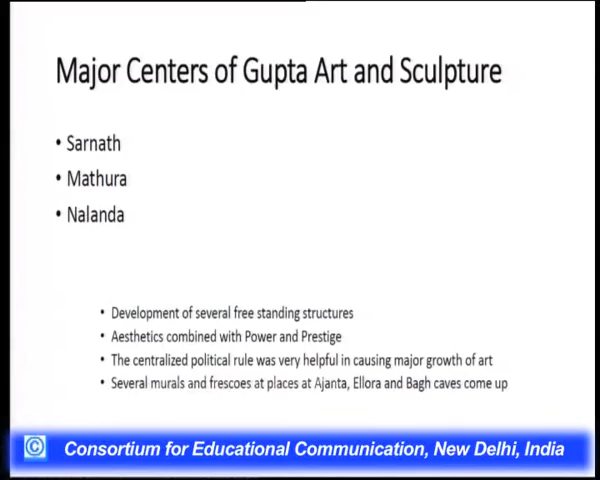 Major Centers of Gupta Art and Sculpture
• Sarnath
• Mathura
• Nalanda
• Development of several free standing structures
• Aesthetics combined with Power and Prestige
• The centralized political rule was very helpful in causing major growth of art
• Several murals and frescoes at places at Ajanta, Ellora and Bagh caves come up
© Consortium for Educational Communication, New Delhi, India